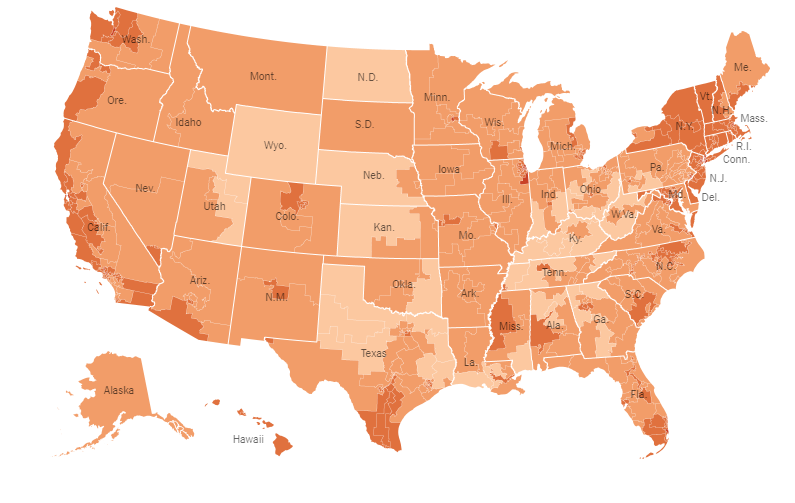 Wash.
Mont.
N.D.
Minn.
Me.
Ore.
Idaho
S.D.
Wis.
Mich.
Vt.
N.H.
N.Y.
Mass.
R.I.
Conn.
Wyo.
Iowa
Neb.
Pa.
N.J.
Nev.
Utah
Colo.
Ill.
Ind.
Ohio
Md.
Del.
Calif.
Kan.
Mo.
Ky.
W.Va.
Va.
Ariz.
N.M.
Okla.
Ark.
Tenn.
N.C.
S.C.
Texas
La.
Miss.
Ala.
Ga.
Alaska
Fla.
Hawaii